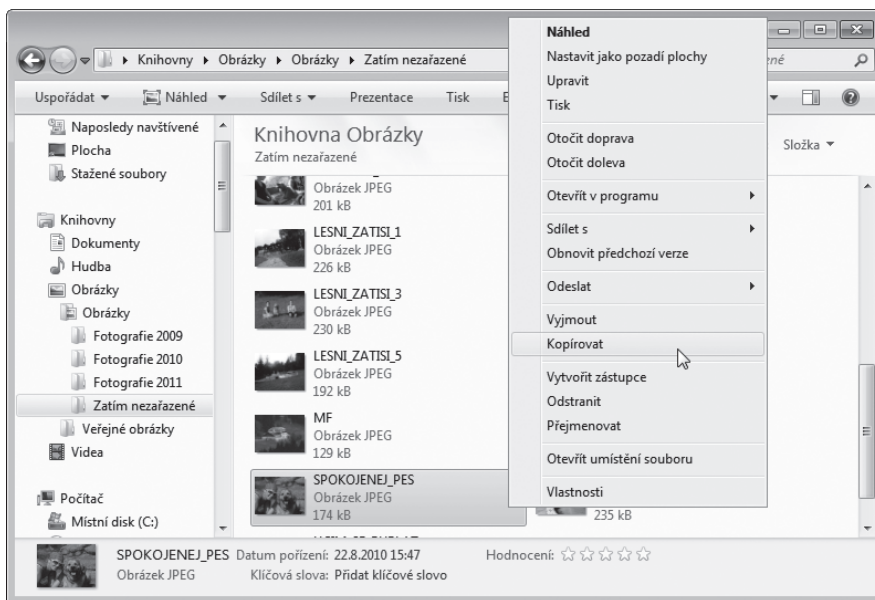 Knihovny ▸ Obrázky ▸ Obrázky ▸ Zatím nezařazené
Uspořádat Náhled Sdílet s Prezentace Tisk
Naposledy navštívené
Plocha
Stažené soubory
Knihovny
Dokumenty
Hudba
Obrázky
Obrázky
Fotografie 2009
Fotografie 2010
Fotografie 2011
Zatím nezařazené
Veřejné obrázky
Videa
Počítač
Místní disk (C:)
Knihovna Obrázky
Zatím nezařazené
Složka
Obrázek JPEG
201 kB
LESNI_ZATISI_1
Obrázek JPEG
226 kB
LESNI_ZATISI_3
Obrázek JPEG
230 kB
LESNI_ZATISI_5
Obrázek JPEG
192 kB
MF
Obrázek JPEG
129 kB
SPOKOJENEJ_PES
Obrázek JPEG
174 kB
235 kB
Náhled
Nastavit jako pozadí plochy
Upravit
Tisk
Otočit doprava
Otočit doleva
Otevřít v programu
Sdílet s
Obnovit předchozí verze
Odeslat
Vyjmout
Kopírovat
Vytvořit zástupce
Odstranit
Přejmenovat
Otevřít umístění souboru
Vlastnosti
SPOKOJENEJ_PES Datum pořízení: 22.8.2010 15:47 Hodnocení:
Obrázek JPEG Klíčová slova: Přidat klíčové slovo